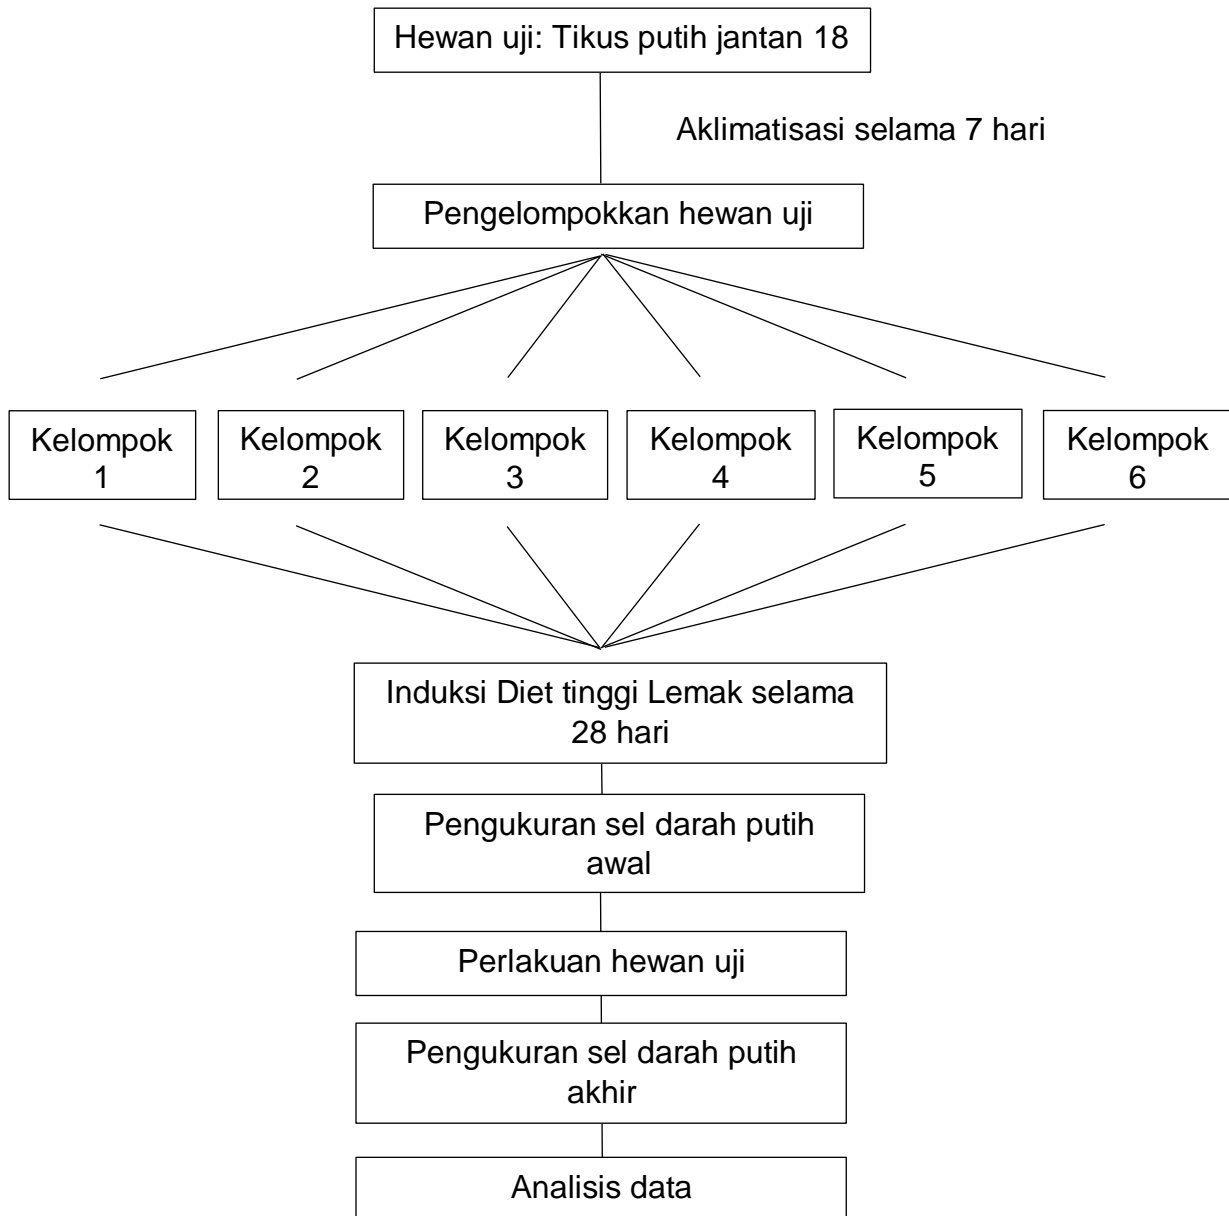 Hewan uji: Tikus putih jantan 18
Aklimatisasi selama 7 hari
Pengelompokkan hewan uji
Kelompok
1
Kelompok
2
Kelompok
3
Kelompok
4
Kelompok
5
Kelompok
6
Induksi Diet tinggi Lemak selama
28 hari
Pengukuran sel darah putih
awal
Perlakuan hewan uji
Pengukuran sel darah putih
akhir
Analisis data